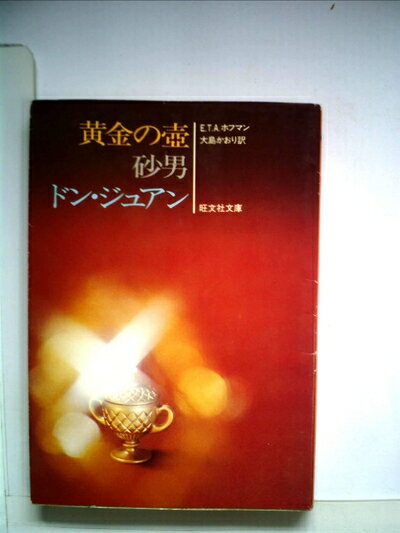 黄金の壺
砂男
ドン・ジュアン
E.T.A.ホフマン
大島かおり訳
旺文社文庫